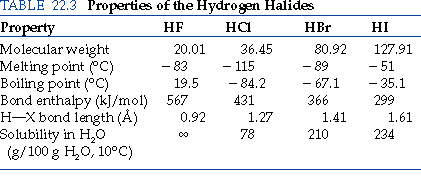 TABLE 22.3 Properties of the Hydrogen Halides
Property HF HCl HBr HI
Molecular weight 20.01 36.45 80.92 127.91
Melting point (°C) −83 −115 −89 −51
Boiling point (°C) 19.5 −84.2 −67.1 −35.1
Bond enthalpy (kJ/mol) 567 431 366 299
H—X bond length (Å) 0.92 1.27 1.41 1.61
Solubility in H₂O ∞ 78 210 234
(g/100 g H₂O, 10°C)